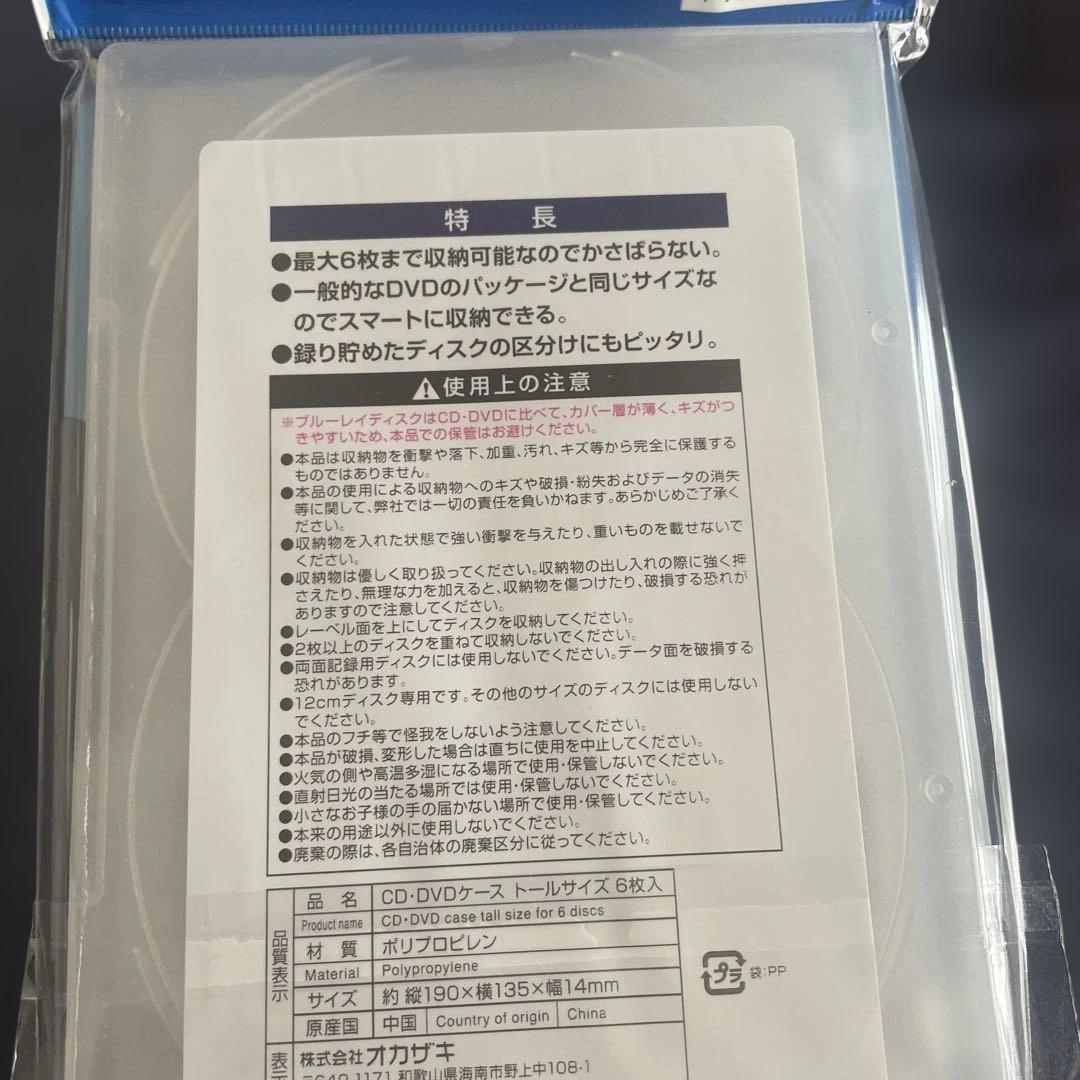 特 長
●最大6枚まで収納可能なのでかさばらない。
●一般的なDVDのパッケージと同じサイズな
のでスマートに収納できる。
●録り貯めたディスクの区分けにもピッタリ。
⚠使用上の注意
※ブルーレイディスクはCD・DVDに比べて、カバー層が薄く、キズがつ
きやすいため、本品での保管はお避けください。
●本品は収納物を衝撃や落下、加重、汚れ、キズ等から完全に保護する
ものではありません。
●本品の使用による収納物へのキズや破損・紛失およびデータの消失
等に関して、弊社では一切の責任を負いかねます。あらかじめご了承く
ださい。
●収納物を入れた状態で強い衝撃を与えたり、重いものを載せないで
ください。
●収納物は優しく取り扱ってください。収納物の出し入れの際に強く押
さえたり、無理な力を加えると、収納物を傷つけたり、破損する恐れが
ありますので注意してください。
●レーベル面を上にしてディスクを収納してください。
●2枚以上のディスクを重ねて収納しないでください。
●両面記録用ディスクには使用しないでください。データ面を破損する
恐れがあります。
●12cmディスク専用です。その他のサイズのディスクには使用しない
でください。
●本品のフチ等で怪我をしないよう注意してください。
●本品が破損、変形した場合は直ちに使用を中止してください。
●火気の側や高温多湿になる場所で使用・保管しないでください。
●直射日光の当たる場所では使用・保管しないでください。
●小さなお子様の手の届かない場所で使用・保管してください。
●本来の用途以外に使用しないでください。
●廃棄の際は、各自治体の廃棄区分に従ってください。
品質表示
品 名 CD・DVDケース トールサイズ 6枚入
Product name CD・DVD case tall size for 6 discs
材 質 ポリプロピレン
Material Polypropylene
サイズ 約 縦190×横135×幅14mm
原産国 中国 Country of origin China
プラ 袋:PP
表 株式会社オカザキ
示 〒640-1171 和歌山県海南市野上中108-1